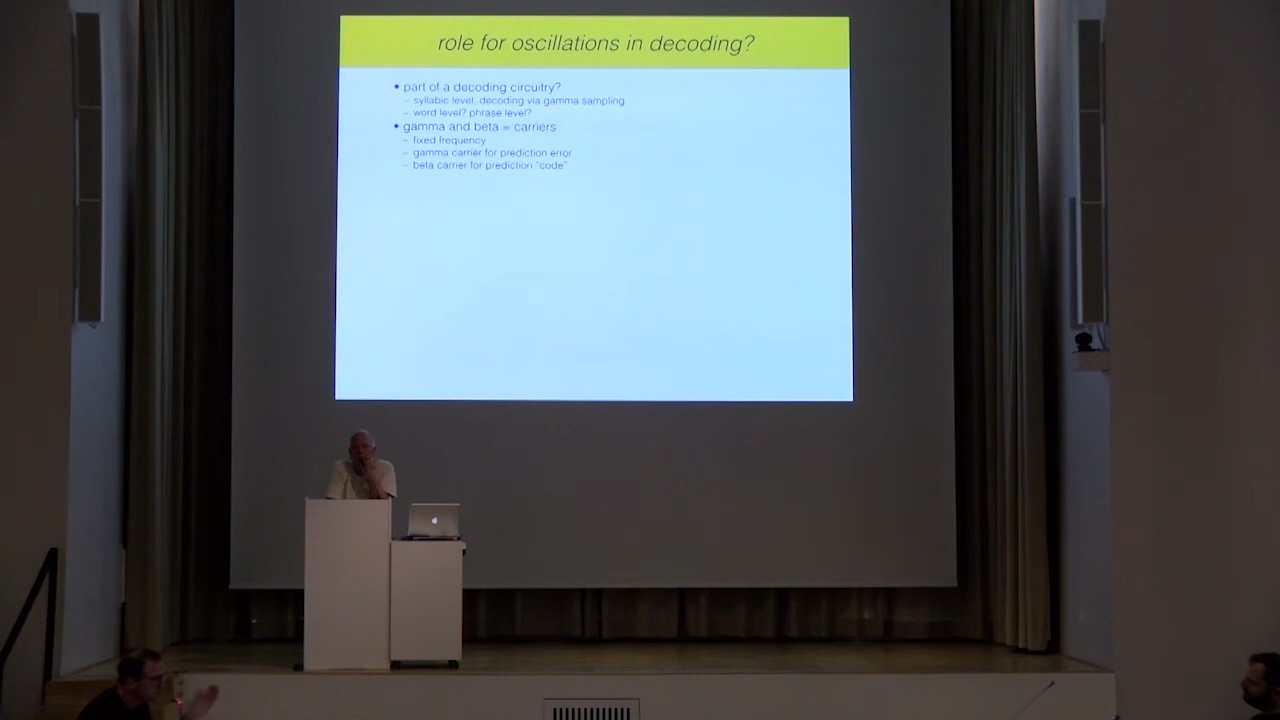 role for oscillations in decoding?
• part of a decoding circuitry?
– syllabic level: decoding via gamma sampling
– word level? phrase level?
• gamma and beta = carriers
– fixed frequency
– gamma carrier for prediction error
– beta carrier for prediction “code”